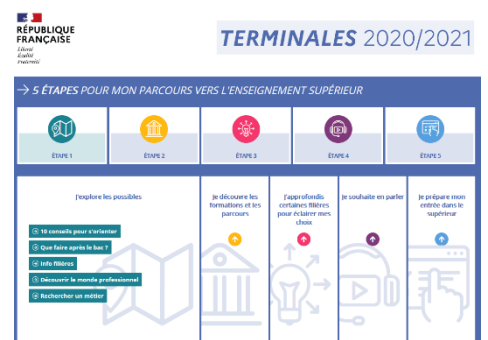 RÉPUBLIQUE
FRANÇAISE
Liberté
Égalité
Fraternité
TERMINALES 2020/2021
5 ÉTAPES POUR MON PARCOURS VERS L'ENSEIGNEMENT SUPÉRIEUR
ÉTAPE 1
ÉTAPE 2
ÉTAPE 3
ÉTAPE 4
ÉTAPE 5
J'explore les possibles
10 conseils pour s'orienter
Que faire après le bac ?
Info filières
Découvrir le monde professionnel
Rechercher un métier
Je découvre les
formations et les
parcours
J'approfondis
certaines filières
pour éclairer mes
choix
Je souhaite en parler
Je prépare mon
entrée dans le
supérieur